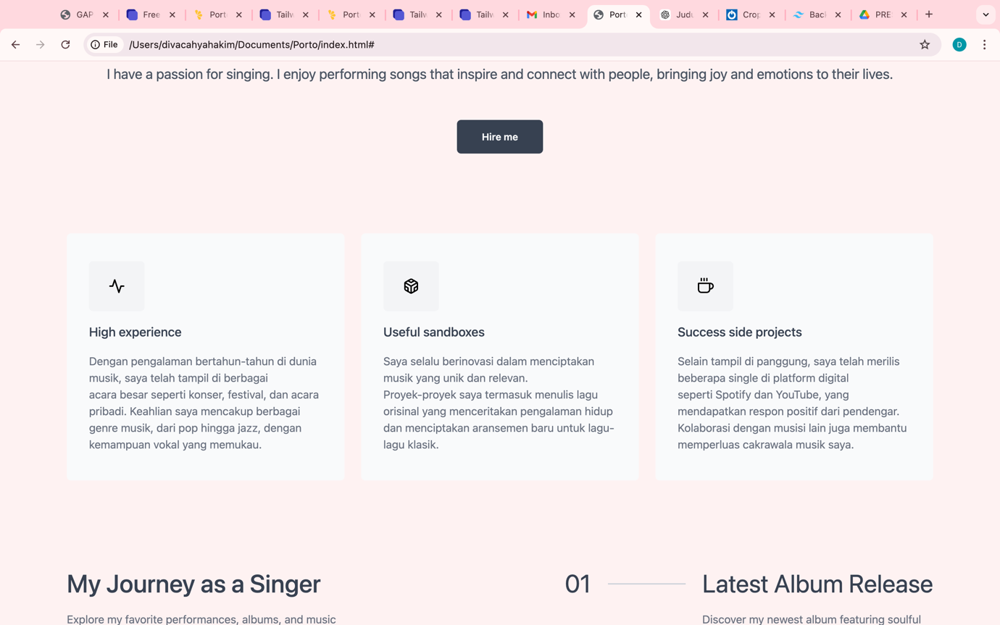 GAP
Free
Port
Tailw
Port
Tailw
Tailw
Inbo
Port
Judu
Crop
Back
PRE
File
/Users/divacahyahakim/Documents/Porto/index.html#
D
I have a passion for singing. I enjoy performing songs that inspire and connect with people, bringing joy and emotions to their lives.
Hire me
High experience
Dengan pengalaman bertahun-tahun di dunia
musik, saya telah tampil di berbagai
acara besar seperti konser, festival, dan acara
pribadi. Keahlian saya mencakup berbagai
genre musik, dari pop hingga jazz, dengan
kemampuan vokal yang memukau.
Useful sandboxes
Saya selalu berinovasi dalam menciptakan
musik yang unik dan relevan.
Proyek-proyek saya termasuk menulis lagu
orisinal yang menceritakan pengalaman hidup
dan menciptakan aransemen baru untuk lagu-
lagu klasik.
Success side projects
Selain tampil di panggung, saya telah merilis
beberapa single di platform digital
seperti Spotify dan YouTube, yang
mendapatkan respon positif dari pendengar.
Kolaborasi dengan musisi lain juga membantu
memperluas cakrawala musik saya.
My Journey as a Singer
Explore my favorite performances, albums, and music
01
Latest Album Release
Discover my newest album featuring soulful